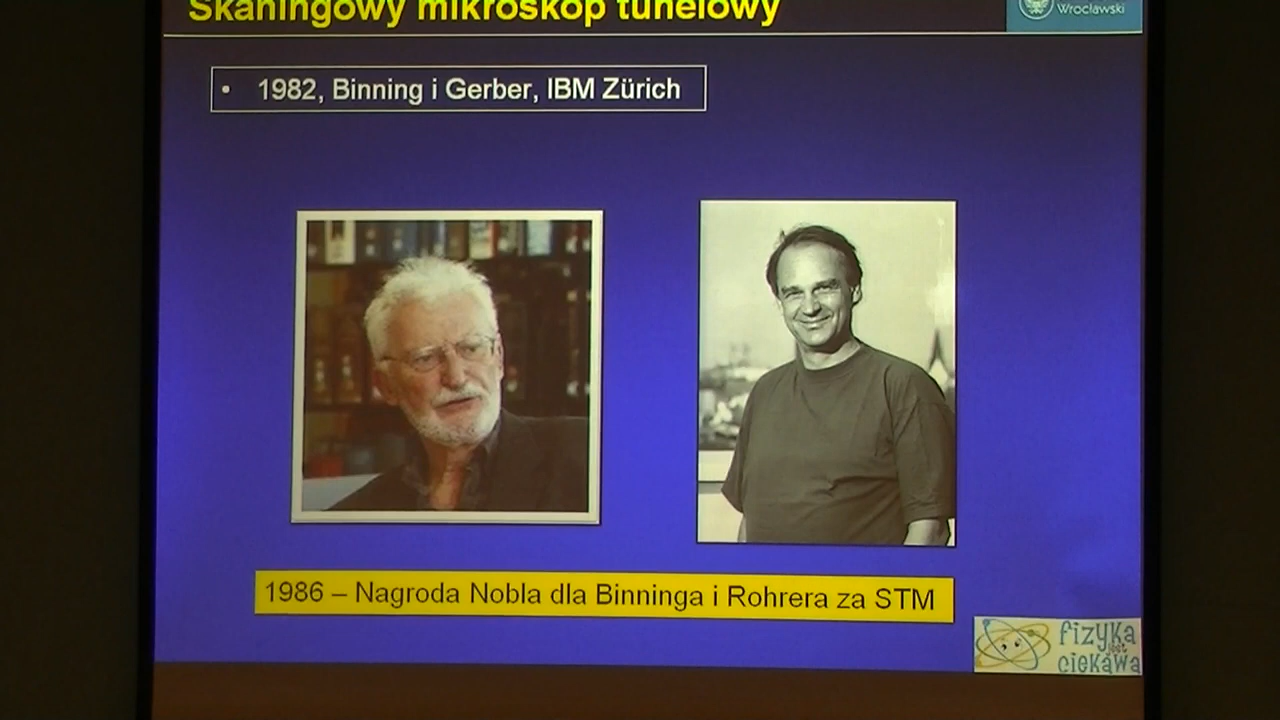 Skaningowy mikroskop tunelowy
Wrocławski
• 1982, Binning i Gerber, IBM Zürich
1986 – Nagroda Nobla dla Binninga i Rohrera za STM
fizyka
jest
ciekawa